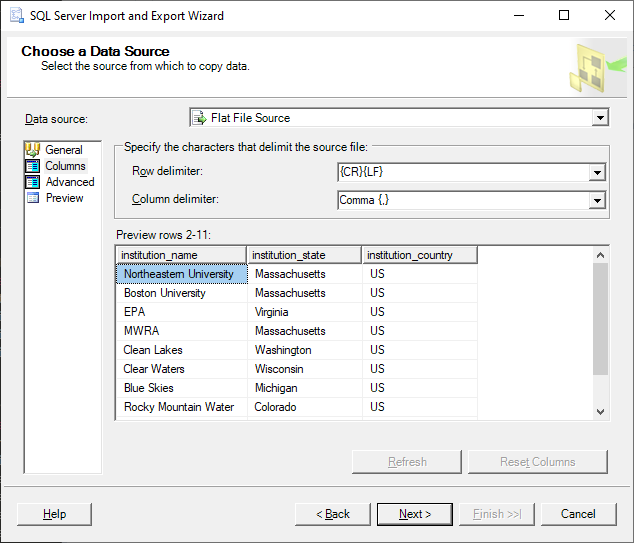 SQL Server Import and Export Wizard
Choose a Data Source
Select the source from which to copy data.
Data source: Flat File Source
General
Columns
Advanced
Preview
Specify the characters that delimit the source file:
Row delimiter: {CR}{LF}
Column delimiter: Comma {,}
Preview rows 2-11:
institution_name institution_state institution_country
Northeastern University Massachusetts US
Boston University Massachusetts US
EPA Virginia US
MWRA Massachusetts US
Clean Lakes Washington US
Clear Waters Wisconsin US
Blue Skies Michigan US
Rocky Mountain Water Colorado US
Refresh Reset Columns
Help < Back Next > Finish >>| Cancel